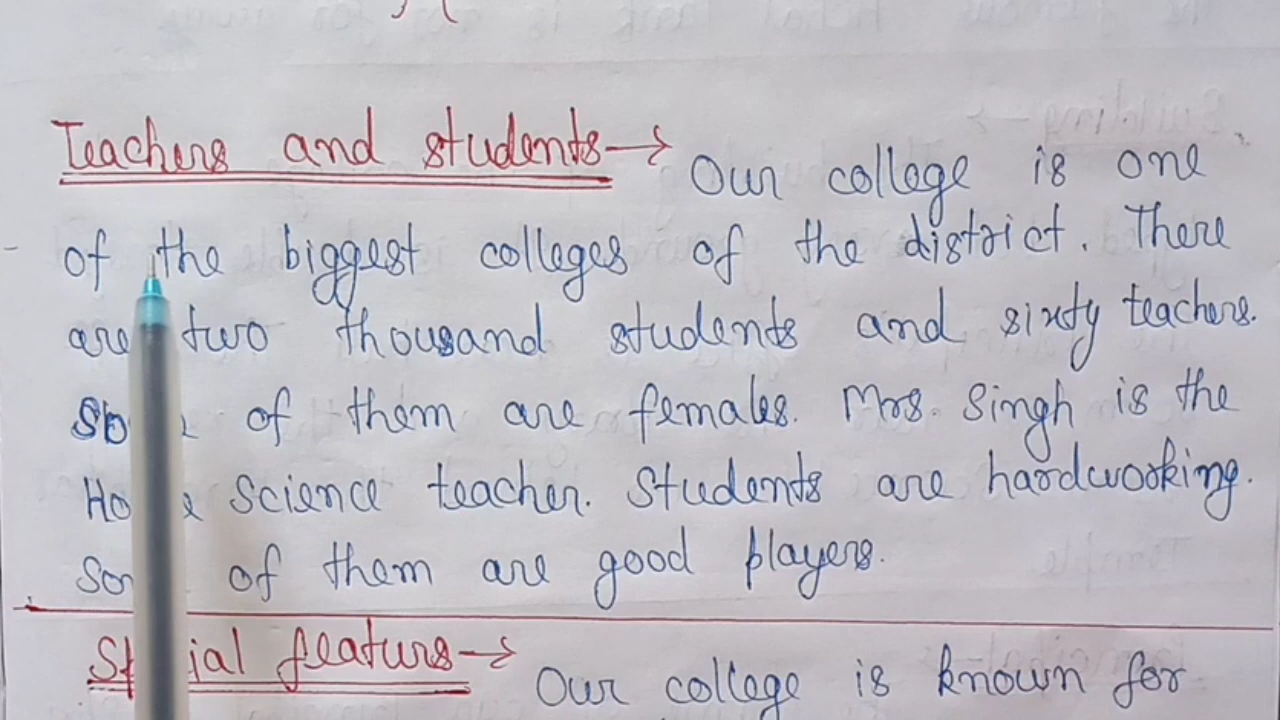 Teachers and students→ Our college is one
of the biggest colleges of the district. There
are two thousand students and sixty teachers.
of them are females. Mrs. Singh is the
Science teacher. Students are hardworking.
of them are good players.
featurs→ Our college is known for